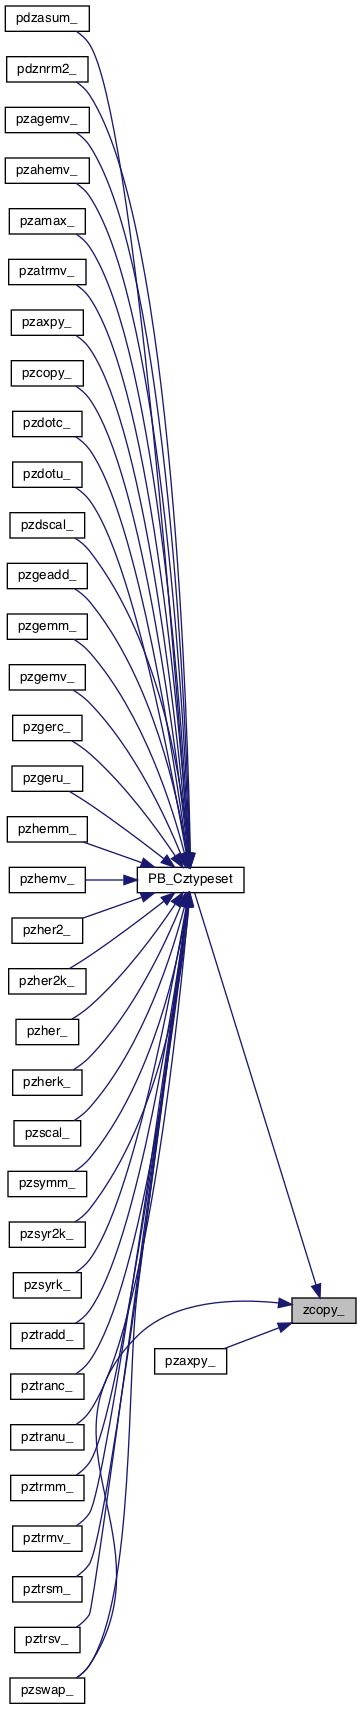 pdzasum_
pdznrm2_
pzagemv_
pzahemv_
pzamax_
pzatrmv_
pzaxpy_
pzcopy_
pzdotc_
pzdotu_
pzdscal_
pzgeadd_
pzgemm_
pzgemv_
pzgerc_
pzgeru_
pzhemm_
pzhemv_
PB_Cztypeset
pzher2_
pzher2k_
pzher_
pzherk_
pzscal_
pzsymm_
pzsyr2k_
pzsyrk_
zcopy_
pztradd_
pzaxpy_
pztranc_
pztranu_
pztrmm_
pztrmv_
pztrsm_
pztrsv_
pzswap_